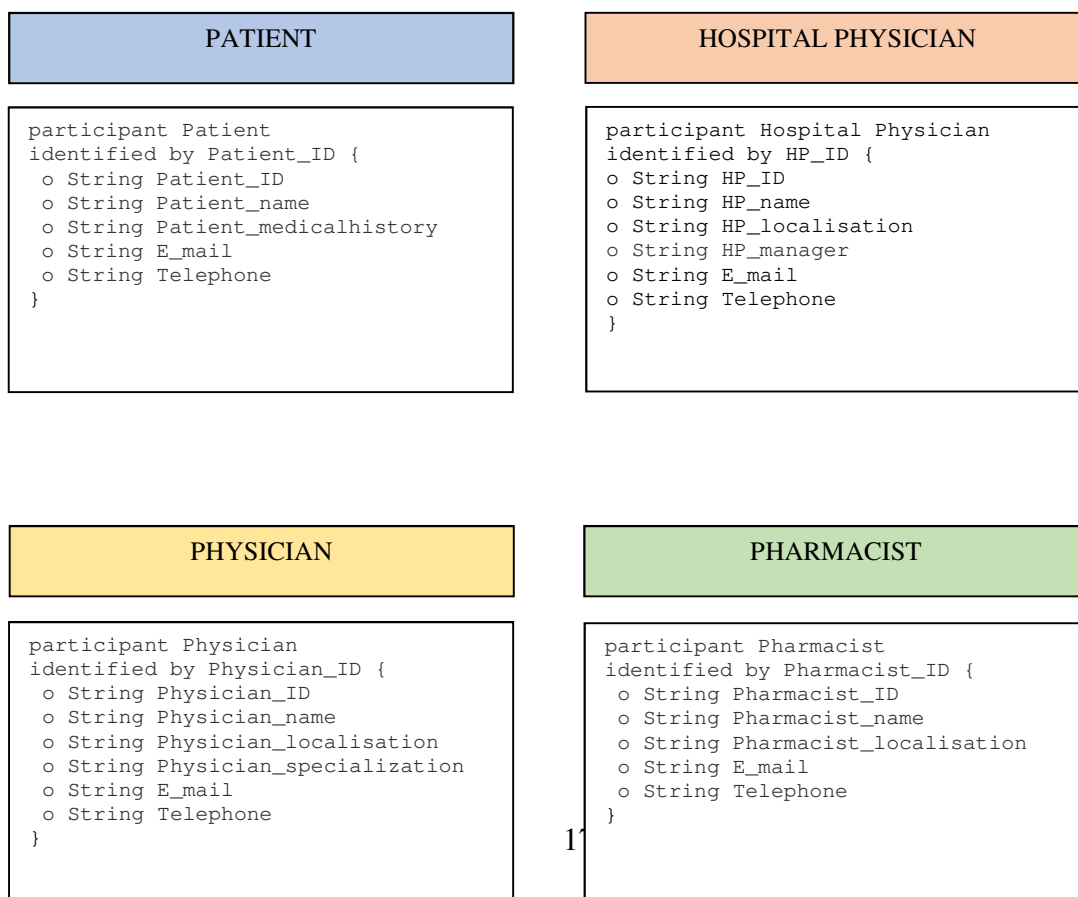 PATIENT
participant Patient
identified by Patient_ID {
o String Patient_ID
o String Patient_name
o String Patient_medicalhistory
o String E_mail
o String Telephone
}
HOSPITAL PHYSICIAN
participant Hospital Physician
identified by HP_ID {
o String HP_ID
o String HP_name
o String HP_localisation
o String HP_manager
o String E_mail
o String Telephone
}
PHYSICIAN
participant Physician
identified by Physician_ID {
o String Physician_ID
o String Physician_name
o String Physician_localisation
o String Physician_specialization
o String E_mail
o String Telephone
}
PHARMACIST
participant Pharmacist
identified by Pharmacist_ID {
o String Pharmacist_ID
o String Pharmacist_name
o String Pharmacist_localisation
o String E_mail
o String Telephone
}